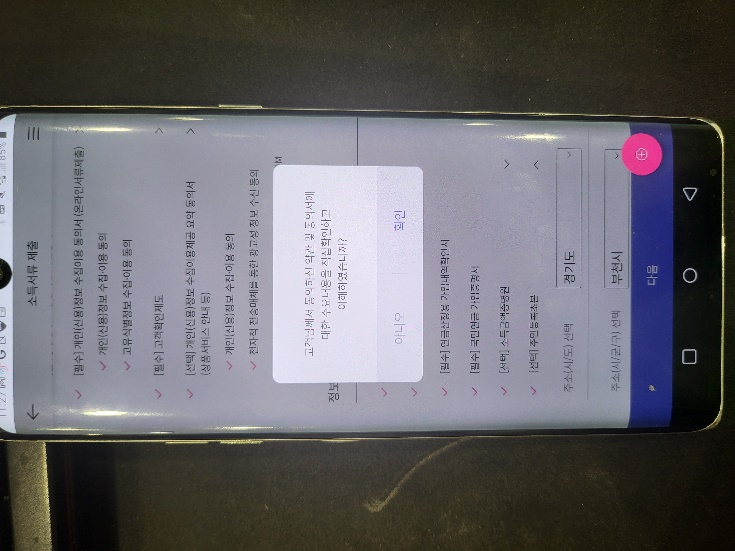 소득서류 제출
[필수] 개인(신용)정보 수집이용 동의서 (온라인서류제출)
개인(신용)정보 수집·이용 동의
고유식별정보 수집·이용 동의
[필수] 고객확인제도
[선택] 개인(신용)정보 수집이용제공 요약 동의서
(상품서비스 안내 등)
개인(신용)정보 수집·이용 동의
전자적 전송매체를 통한 광고성 정보 수신 동의
고객님께서 동의하신 약관 및 동의서에
대한 주요내용을 직접확인하고
이해하였습니까?
아니오
확인
정보
[필수] 연금산정용 가입내역확인서
[필수] 국민연금 가입증명서
[선택] 소득금액증명원
[선택] 주민등록초본
주소(시/도) 선택
경기도
주소(시/군/구) 선택
부천시
다음